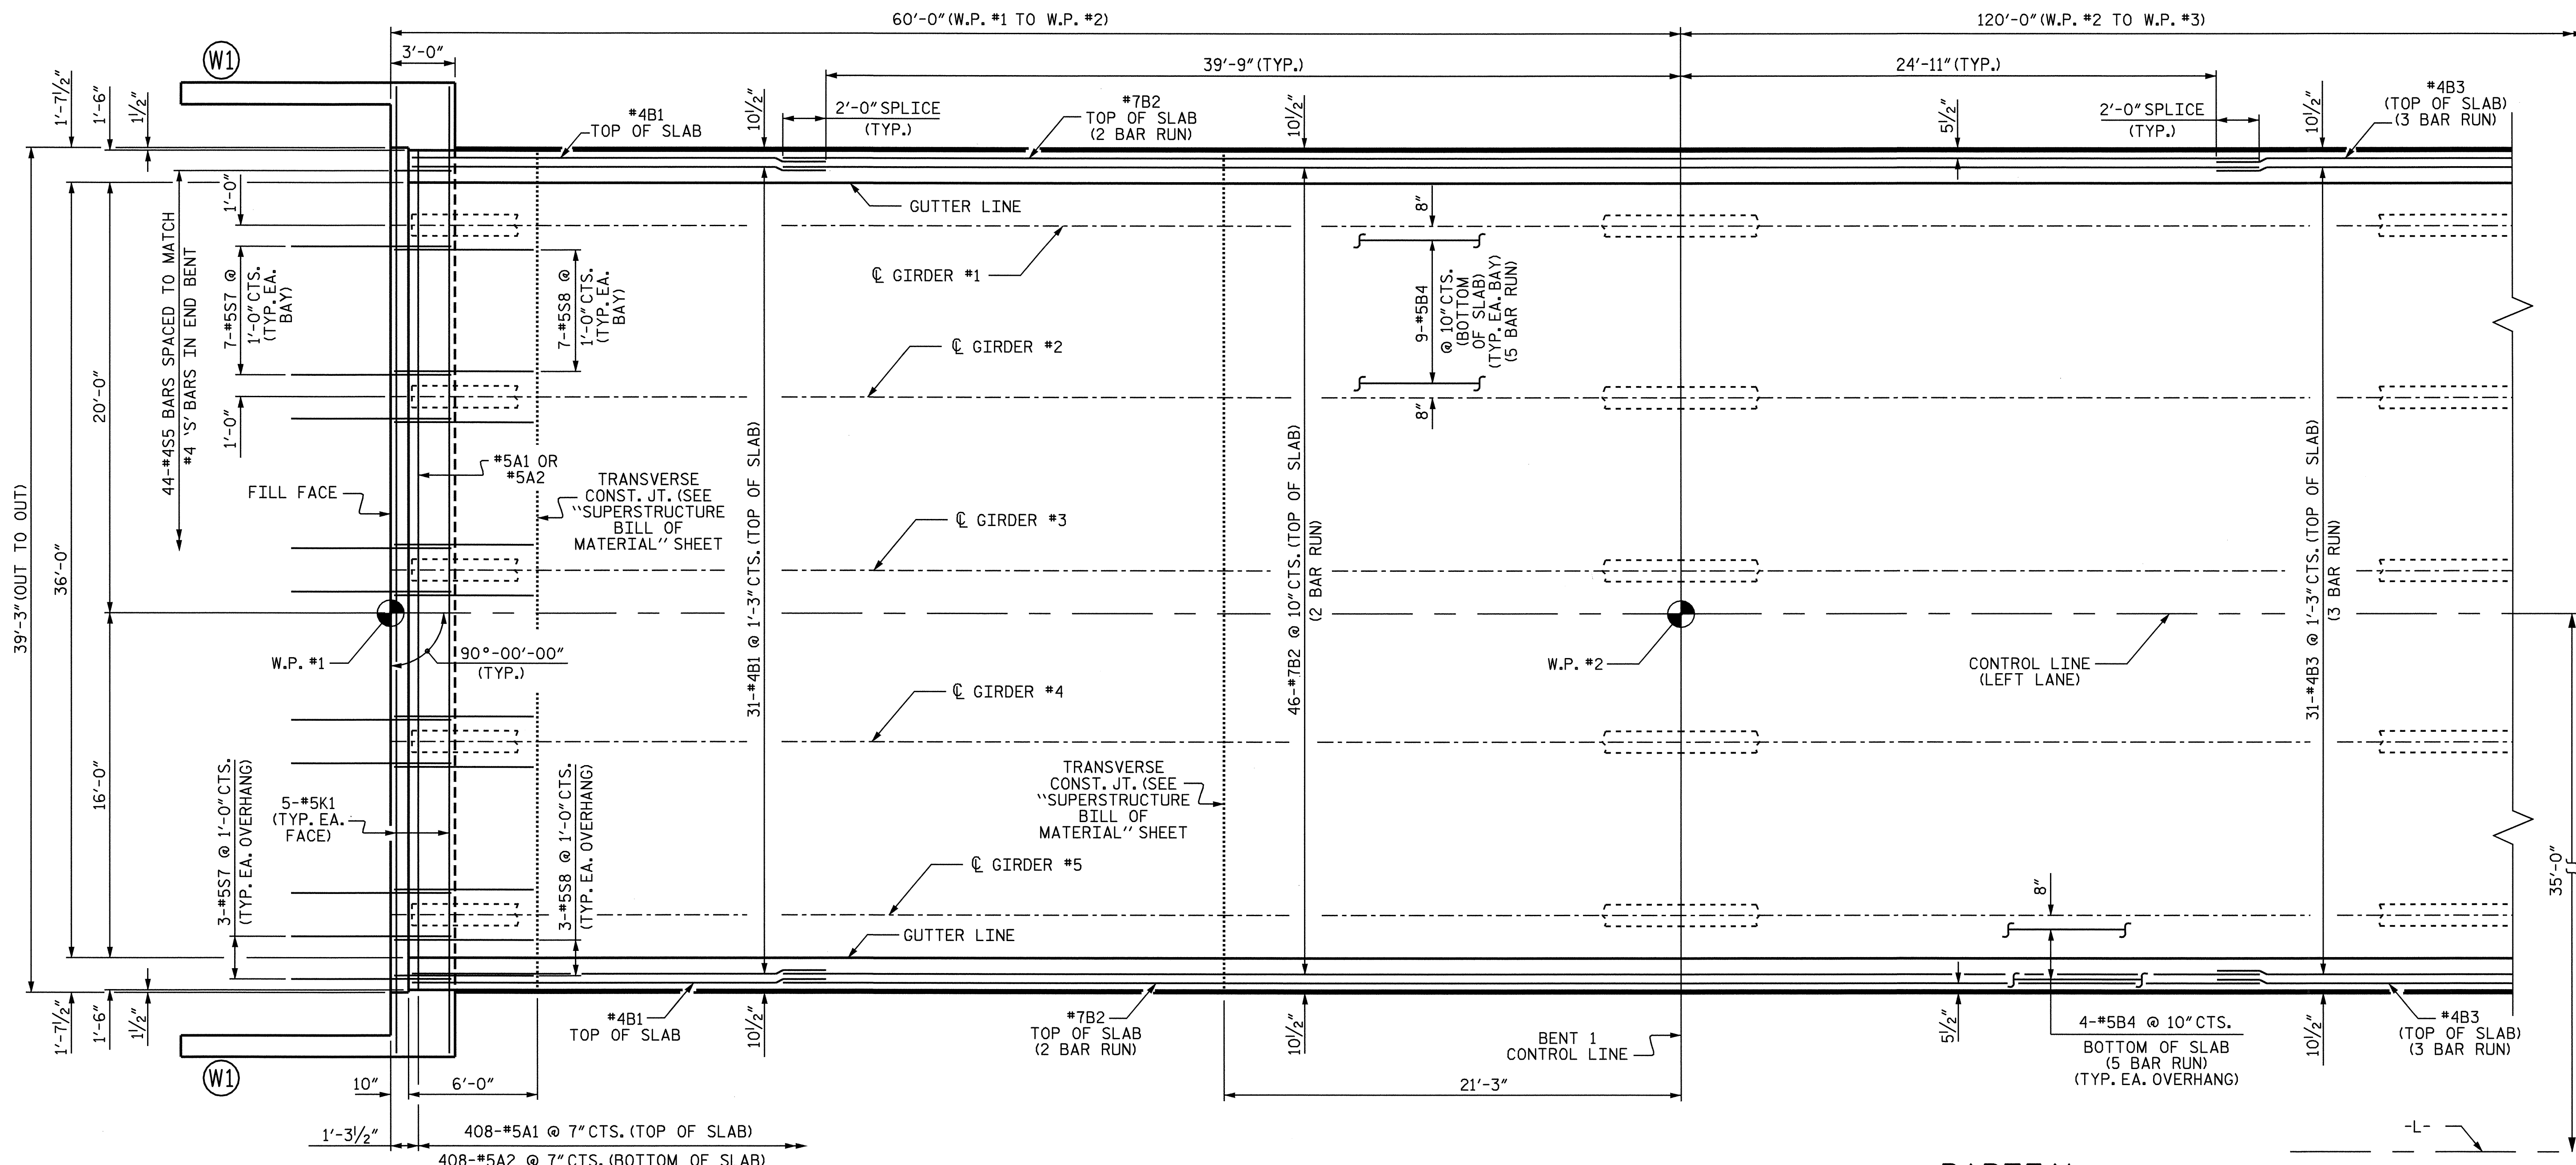 60'-0" (W.P. #1 TO W.P. #2)
120'-0" (W.P. #2 TO W.P. #3)
W1
3'-0"
39'-9" (TYP.)
24'-11" (TYP.)
1'-7½"
1'-6"
1½"
#4B1
TOP OF SLAB
10½"
2'-0" SPLICE
(TYP.)
#7B2
TOP OF SLAB
(2 BAR RUN)
10½"
5½"
2'-0" SPLICE
(TYP.)
10½"
#4B3
(TOP OF SLAB)
(3 BAR RUN)
GUTTER LINE
1'-0"
8"
℄ GIRDER #1
44-#4S5 BARS SPACED TO MATCH
#4 'S' BARS IN END BENT
7-#5S7 @
1'-0" CTS.
(TYP. EA.
BAY)
7-#5S8 @
1'-0" CTS.
(TYP. EA.
BAY)
9-#5B4
@ 10" CTS.
(BOTTOM
OF SLAB)
(TYP. EA. BAY)
(5 BAR RUN)
℄ GIRDER #2
1'-0"
8"
39'-3" (OUT TO OUT)
36'-0"
20'-0"
FILL FACE
#5A1 OR
#5A2
TRANSVERSE
CONST. JT. (SEE
``SUPERSTRUCTURE
BILL OF
MATERIAL'' SHEET
31-#4B1 @ 1'-3" CTS. (TOP OF SLAB)
℄ GIRDER #3
46-#7B2 @ 10" CTS. (TOP OF SLAB)
(2 BAR RUN)
31-#4B3 @ 1'-3" CTS. (TOP OF SLAB)
(3 BAR RUN)
W.P. #1
90°-00'-00"
(TYP.)
W.P. #2
CONTROL LINE
(LEFT LANE)
℄ GIRDER #4
16'-0"
3-#5S7 @ 1'-0" CTS.
(TYP. EA. OVERHANG)
5-#5K1
(TYP. EA.
FACE)
3-#5S8 @ 1'-0" CTS.
(TYP. EA. OVERHANG)
TRANSVERSE
CONST. JT. (SEE
``SUPERSTRUCTURE
BILL OF
MATERIAL'' SHEET
℄ GIRDER #5
GUTTER LINE
8"
35'-0"
1'-7½"
1'-6"
1½"
#4B1
TOP OF SLAB
10½"
#7B2
TOP OF SLAB
(2 BAR RUN)
10½"
BENT 1
CONTROL LINE
5½"
4-#5B4 @ 10" CTS.
BOTTOM OF SLAB
(5 BAR RUN)
(TYP. EA. OVERHANG)
10½"
#4B3
(TOP OF SLAB)
(3 BAR RUN)
W1
10"
6'-0"
21'-3"
1'-3½"
408-#5A1 @ 7" CTS. (TOP OF SLAB)
408-#5A2 @ 7" CTS. (BOTTOM OF SLAB)
-L-